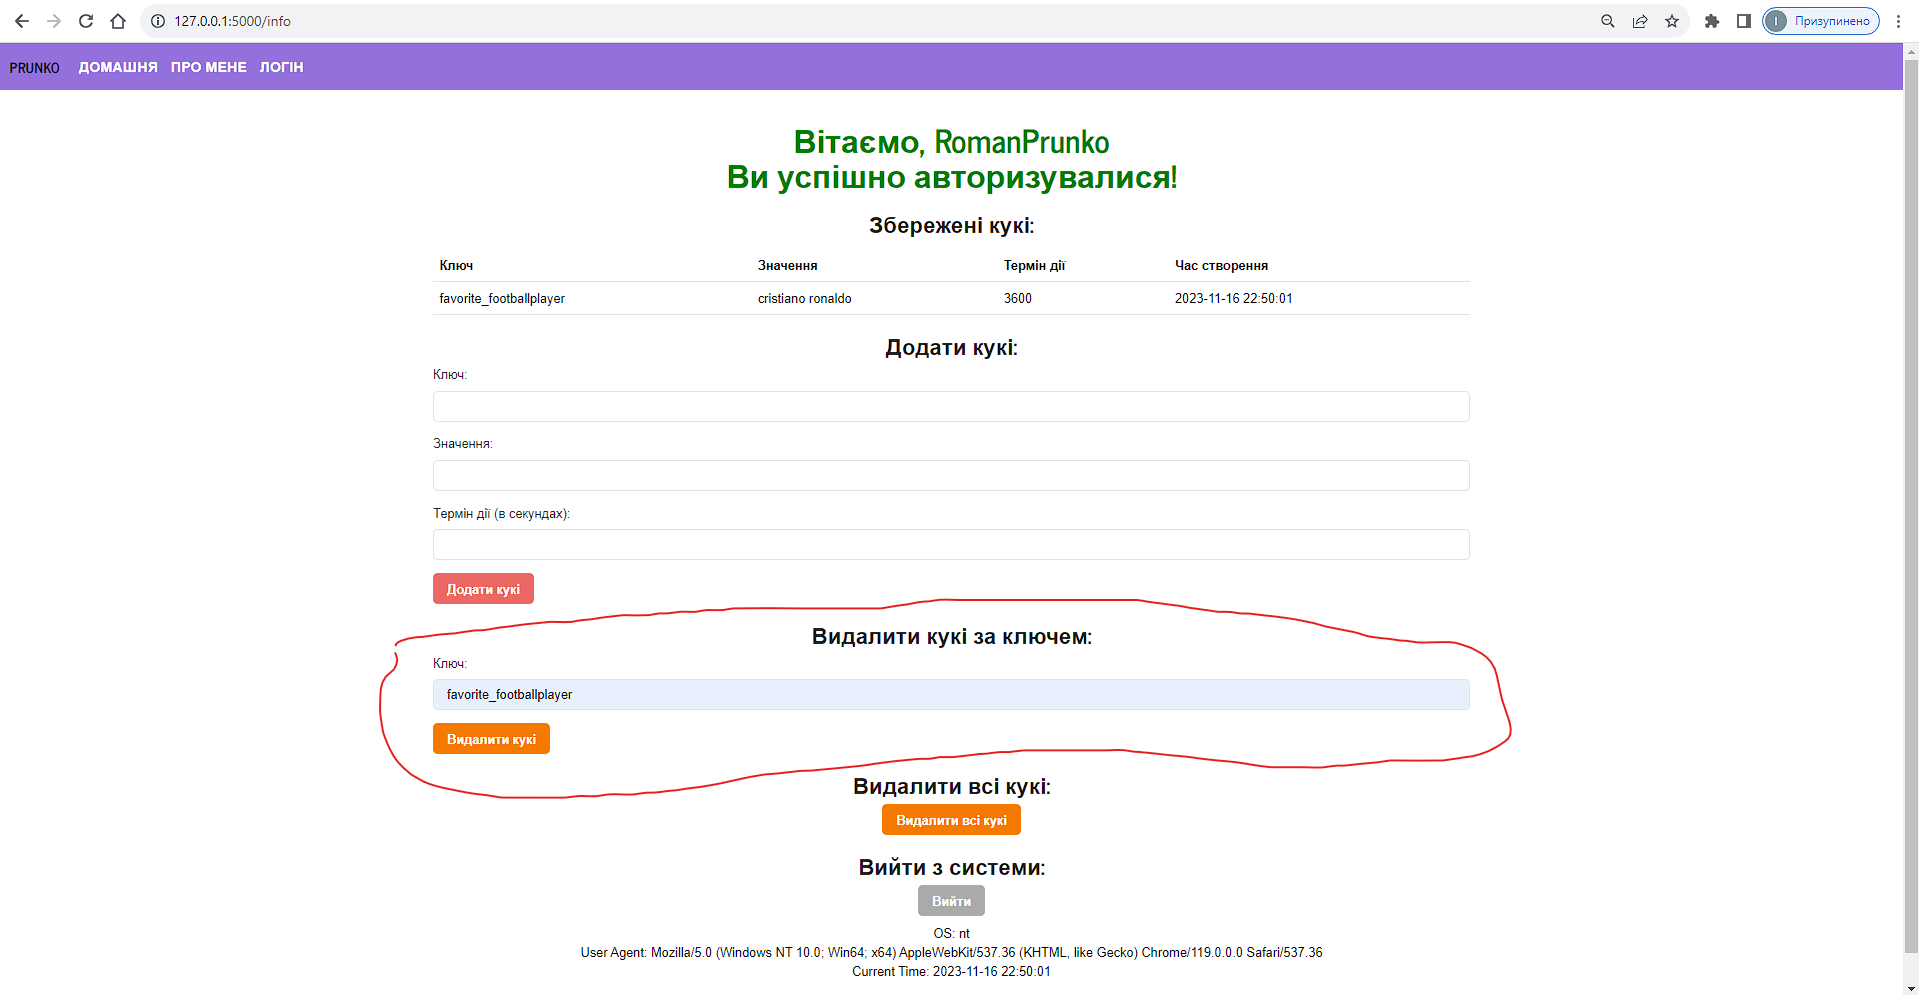 127.0.0.1:5000/info
Призупинено
PRUNKO ДОМАШНЯ ПРО МЕНЕ ЛОГІН
Вітаємо, RomanPrunko
Ви успішно авторизувалися!
Збережені кукі:
Ключ Значення Термін дії Час створення
favorite_footballplayer cristiano ronaldo 3600 2023-11-16 22:50:01
Додати кукі:
Ключ:
Значення:
Термін дії (в секундах):
Додати кукі
Видалити кукі за ключем:
Ключ:
favorite_footballplayer
Видалити кукі
Видалити всі кукі:
Видалити всі кукі
Вийти з системи:
Вийти
OS: nt
User Agent: Mozilla/5.0 (Windows NT 10.0; Win64; x64) AppleWebKit/537.36 (KHTML, like Gecko) Chrome/119.0.0.0 Safari/537.36
Current Time: 2023-11-16 22:50:01